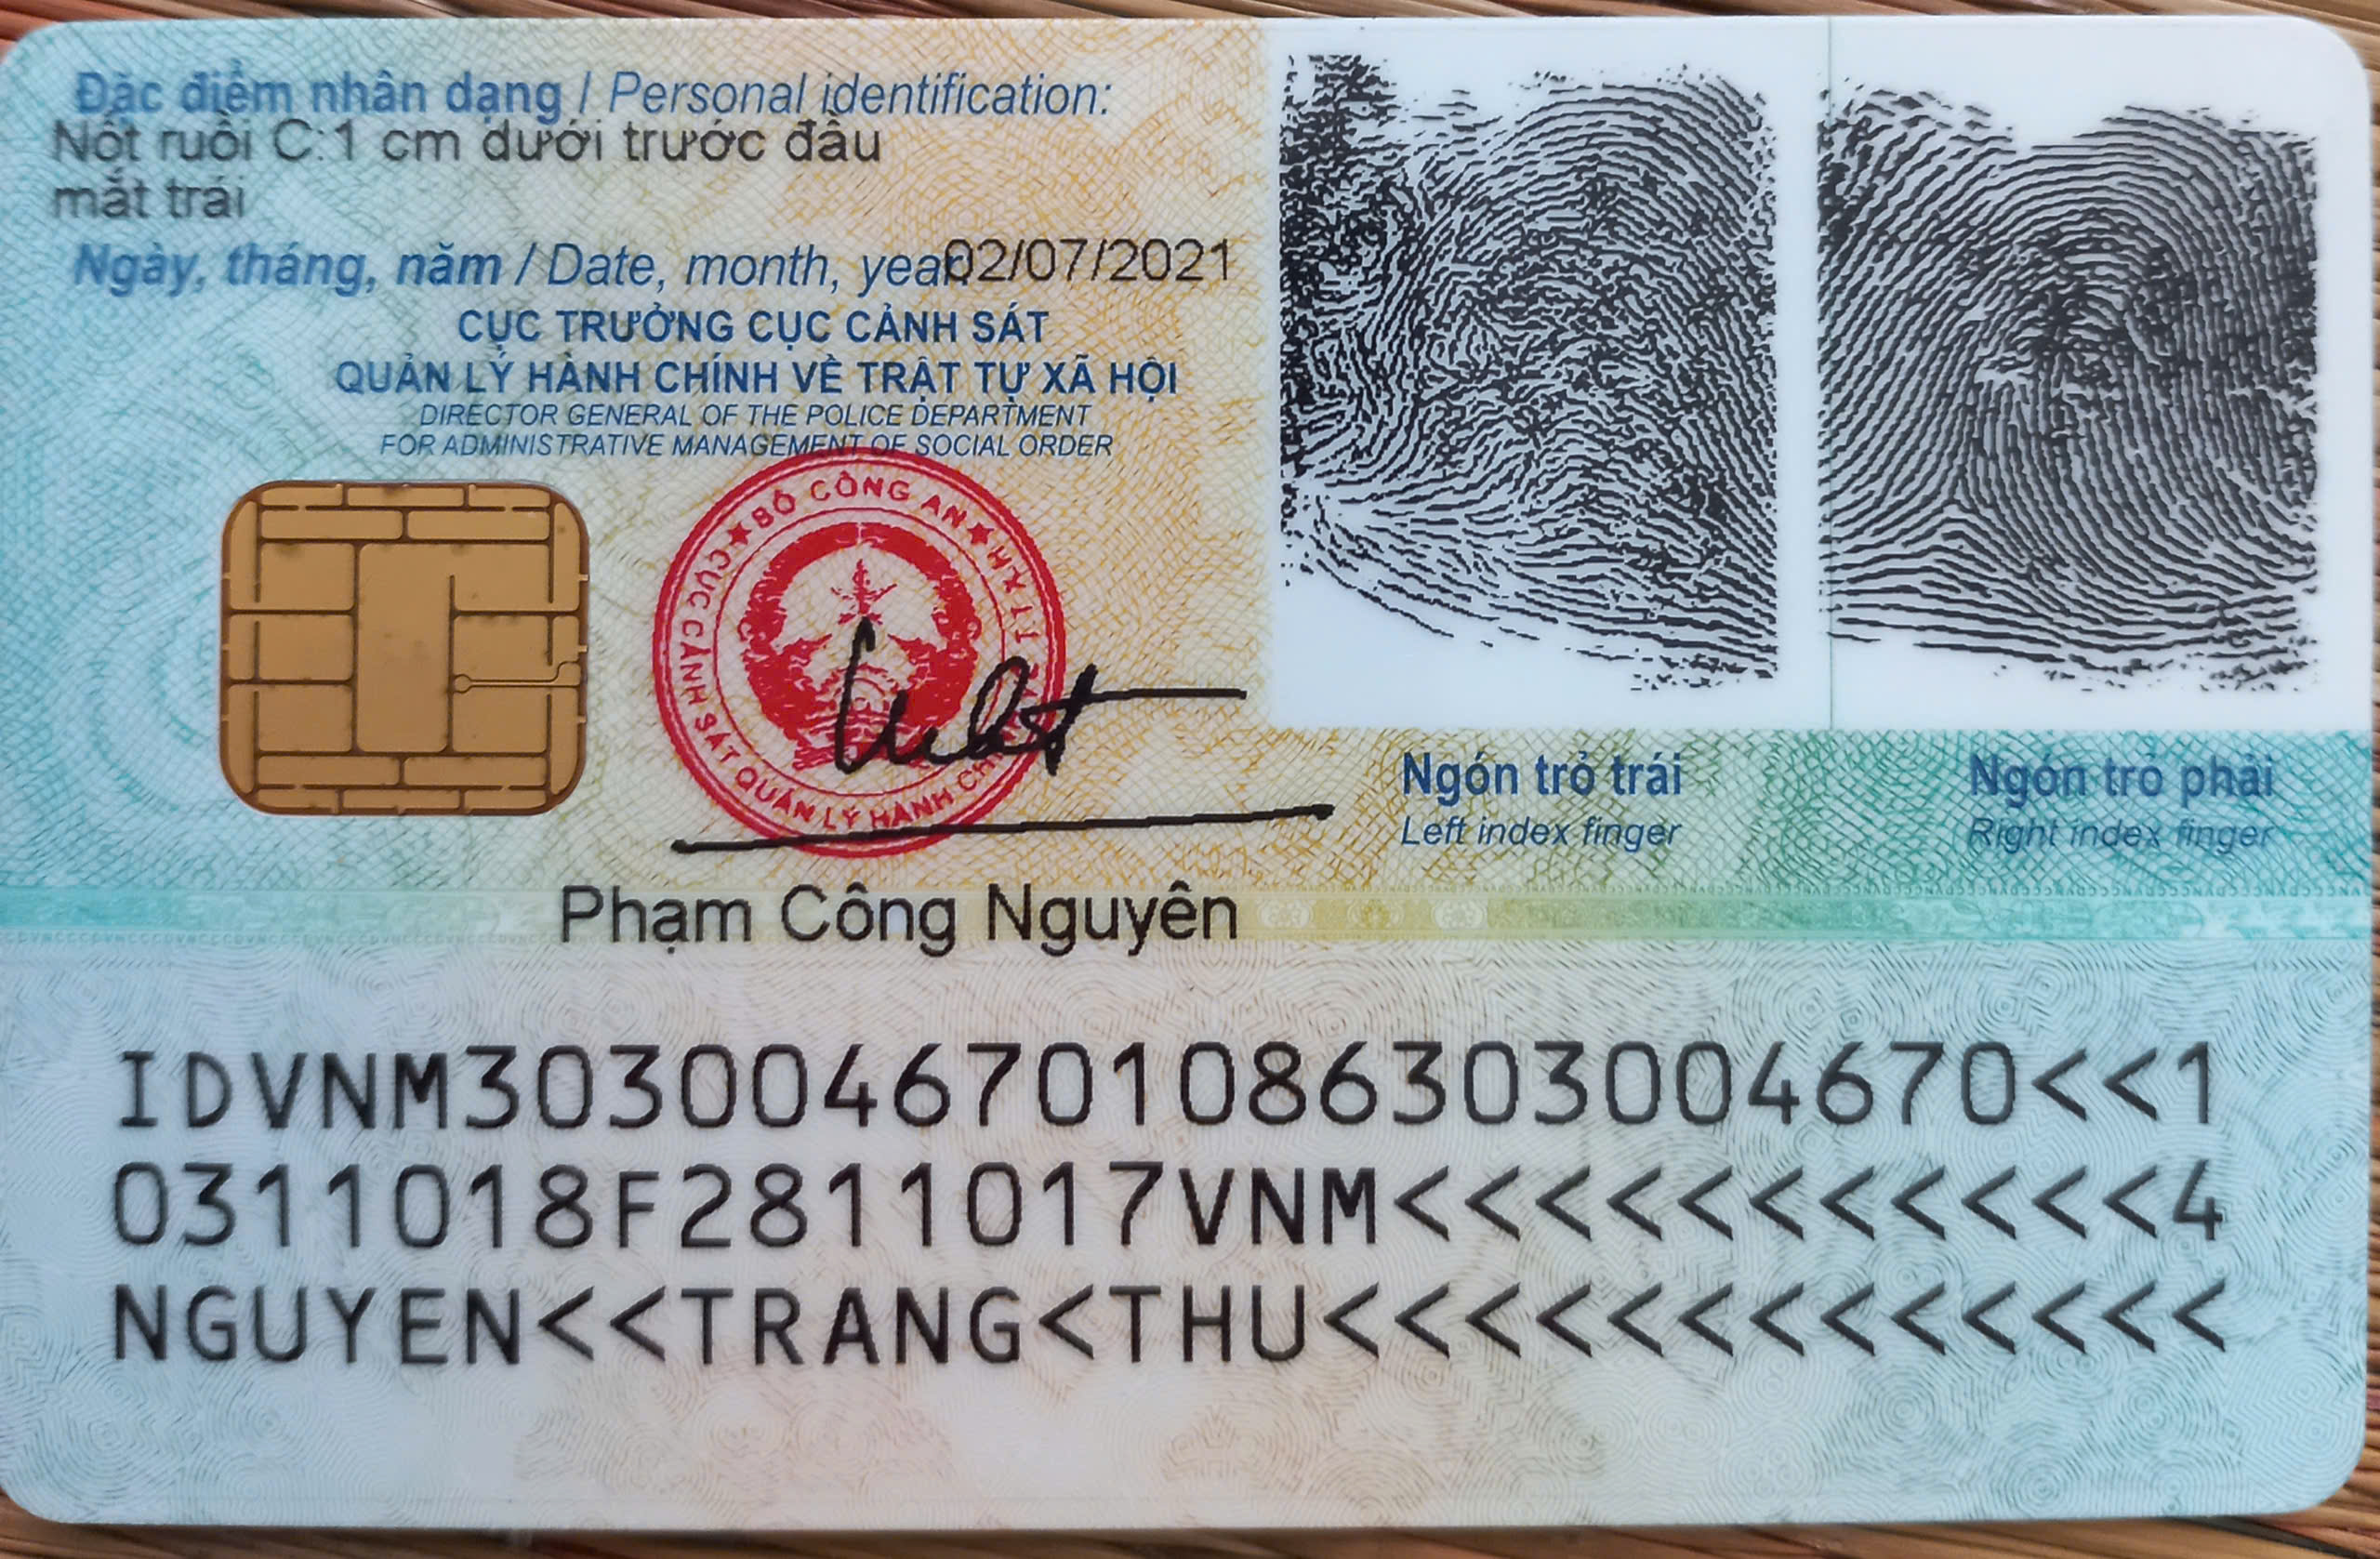 Đặc điểm nhân dạng / Personal identification:
Nốt ruồi C:1 cm dưới trước đầu
mắt trái
Ngày, tháng, năm / Date, month, year: 02/07/2021
CỤC TRƯỞNG CỤC CẢNH SÁT
QUẢN LÝ HÀNH CHÍNH VỀ TRẬT TỰ XÃ HỘI
DIRECTOR GENERAL OF THE POLICE DEPARTMENT
FOR ADMINISTRATIVE MANAGEMENT OF SOCIAL ORDER
BỘ CÔNG AN
CỤC CẢNH SÁT QUẢN LÝ HÀNH
Phạm Công Nguyên
Ngón trỏ trái
Left index finger
Ngón trỏ phải
Right index finger
IDVNM3030046701086303004670<<1
0311018F2811017VNM<<<<<<<<<<<4
NGUYEN<<TRANG<THU<<<<<<<<<<<<<